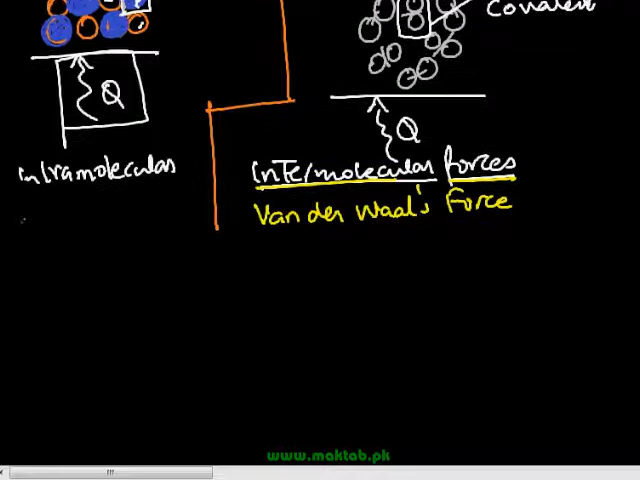 Covalent
Q
Q
Intramolecular
Intermolecular forces
Van der Waal's Force
www.maktab.pk